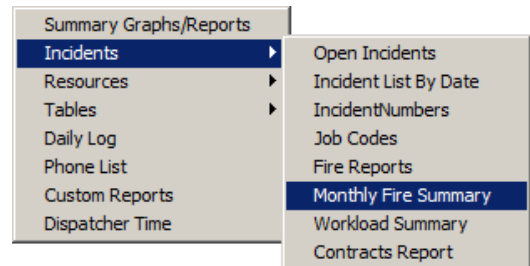 Summary Graphs/Reports
Incidents
Resources
Tables
Daily Log
Phone List
Custom Reports
Dispatcher Time
Open Incidents
Incident List By Date
IncidentNumbers
Job Codes
Fire Reports
Monthly Fire Summary
Workload Summary
Contracts Report